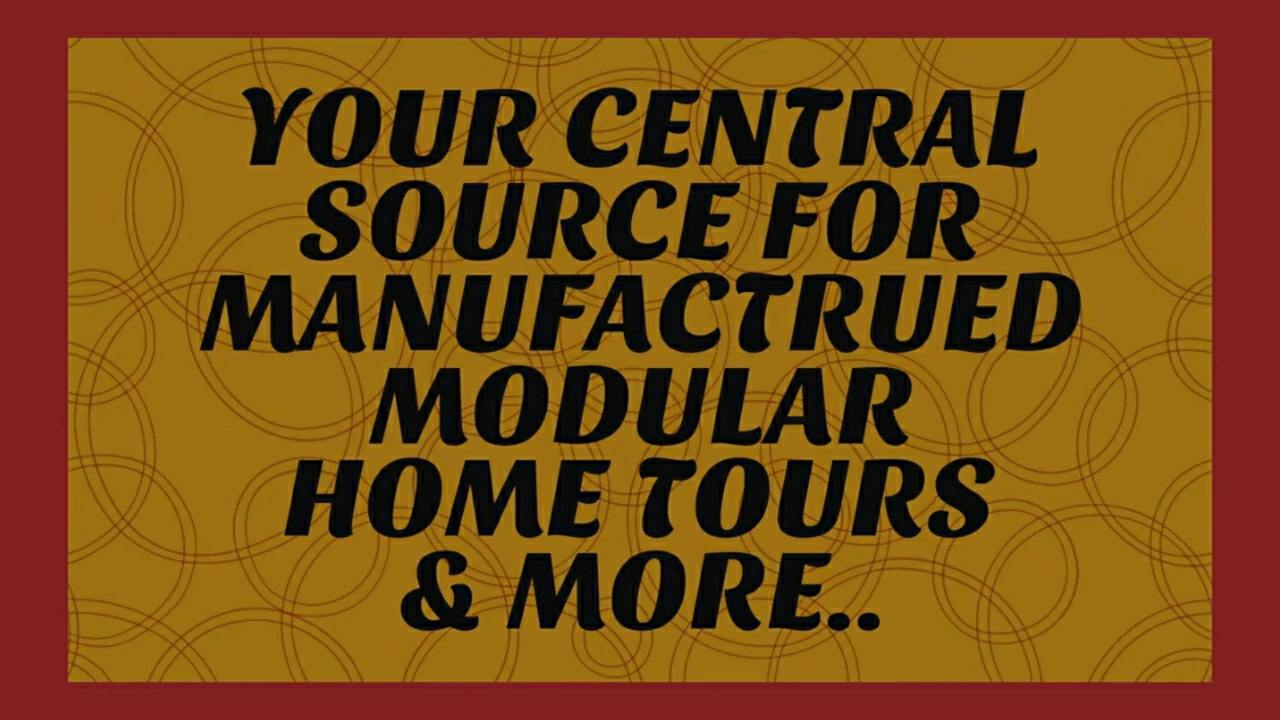 YOUR CENTRAL
SOURCE FOR
MANUFACTRUED
MODULAR
HOME TOURS
& MORE..